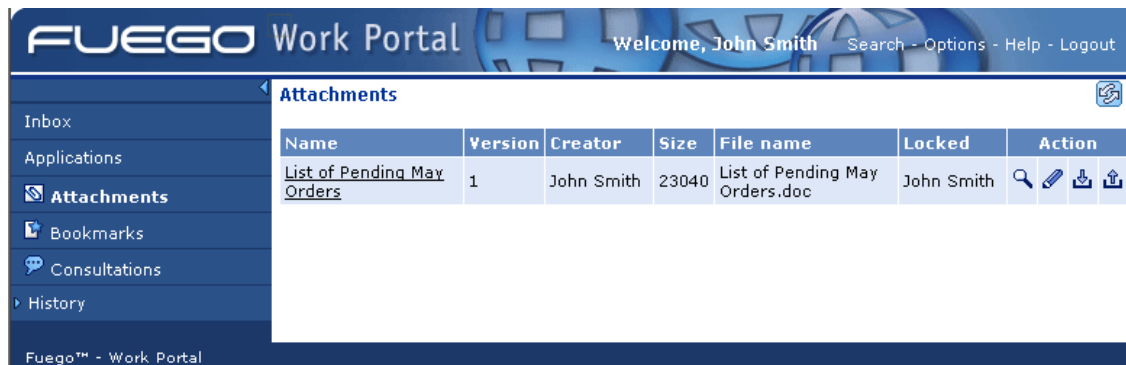 FUEGO Work Portal
Welcome, John Smith Search - Options - Help - Logout
Attachments
Inbox
Applications
Attachments
Bookmarks
Consultations
History
Name Version Creator Size File name Locked Action
List of Pending May
Orders
1
John Smith
23040
List of Pending May
Orders.doc
John Smith
Fuego™ - Work Portal